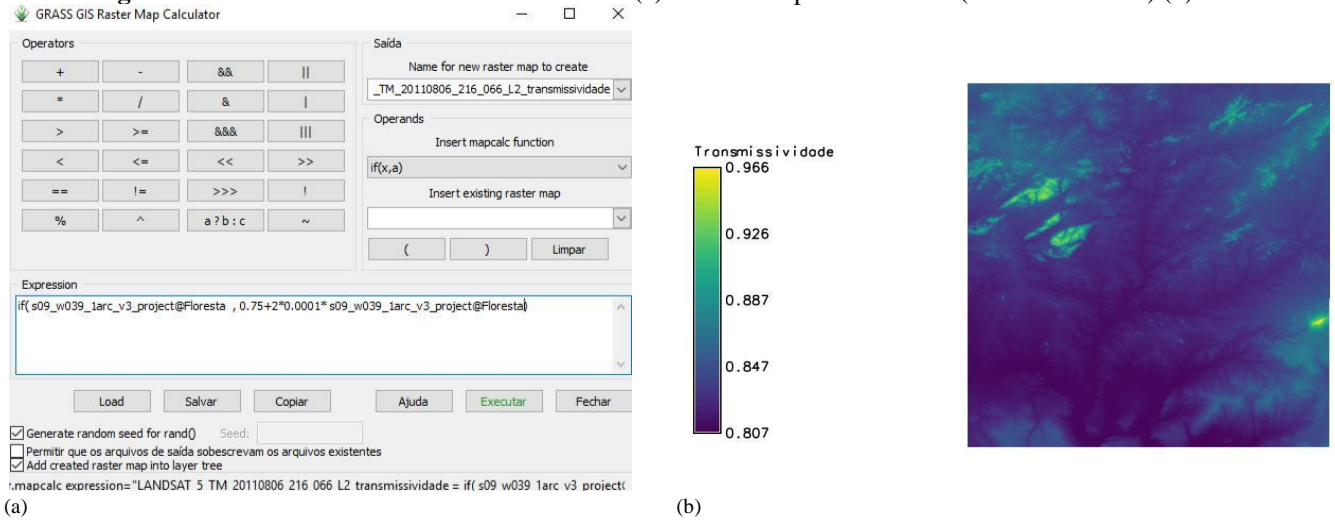 GRASS GIS Raster Map Calculator
Operators
+ - && ||
* / & |
> >= &&& |||
< <= << >>
== != >>> !
% ^ a?b:c ~
Saída
Name for new raster map to create
_TM_20110806_216_066_L2_transmissividade
Operands
Insert mapcalc function
if(x,a)
Insert existing raster map
( ) Limpar
Expression
if( s09_w039_1arc_v3_project@Floresta , 0.75+2*0.0001* s09_w039_1arc_v3_project@Floresta)
Load Salvar Copiar Ajuda Executar Fechar
Generate random seed for rand() Seed:
Permitir que os arquivos de saída sobescrevam os arquivos existentes
Add created raster map into layer tree
r.mapcalc expression="LANDSAT_5_TM_20110806_216_066_L2_transmissividade = if( s09_w039_1arc_v3_project(
(a)
Transmissividade
0.966
0.926
0.887
0.847
0.807
(b)